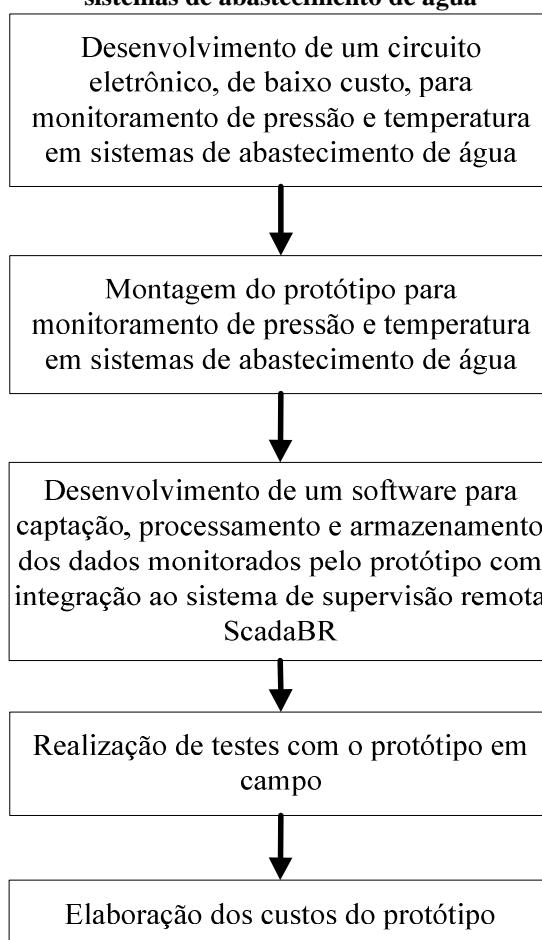 sistemas de abastecimento de água
Desenvolvimento de um circuito
eletrônico, de baixo custo, para
monitoramento de pressão e temperatura
em sistemas de abastecimento de água
Montagem do protótipo para
monitoramento de pressão e temperatura
em sistemas de abastecimento de água
Desenvolvimento de um software para
captação, processamento e armazenamento
dos dados monitorados pelo protótipo com
integração ao sistema de supervisão remota
ScadaBR
Realização de testes com o protótipo em
campo
Elaboração dos custos do protótipo